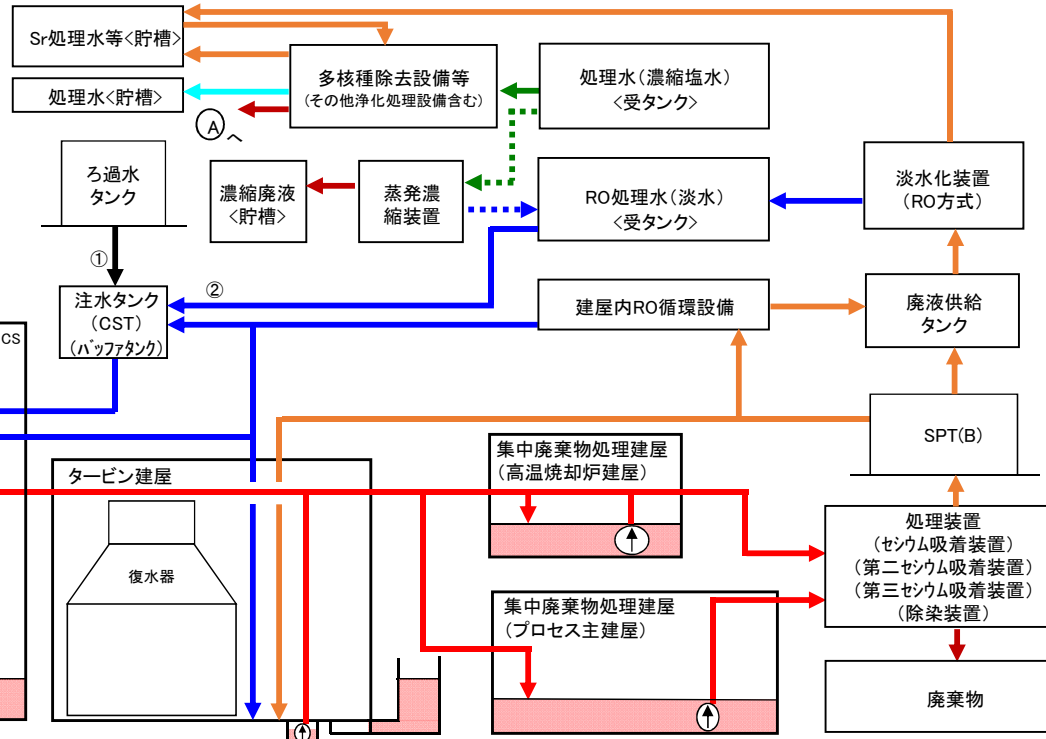 Sr処理水等<貯槽>
処理水<貯槽>
多核種除去設備等
(その他浄化処理設備含む)
A へ
処理水(濃縮塩水)
<受タンク>
ろ過水
タンク
濃縮廃液
<貯槽>
蒸発濃
縮装置
RO処理水(淡水)
<受タンク>
淡水化装置
(RO方式)
①
②
注水タンク
(CST)
(バッファタンク)
建屋内RO循環設備
廃液供給
タンク
CS
SPT(B)
タービン建屋
復水器
集中廃棄物処理建屋
(高温焼却炉建屋)
処理装置
(セシウム吸着装置)
(第二セシウム吸着装置)
(第三セシウム吸着装置)
(除染装置)
集中廃棄物処理建屋
(プロセス主建屋)
廃棄物